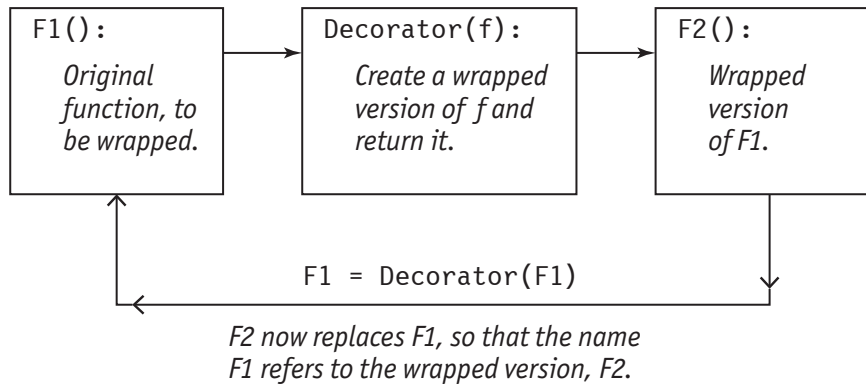 F1():
Original
function, to
be wrapped.
Decorator(f):
Create a wrapped
version of f and
return it.
F2():
Wrapped
version
of F1.
F1 = Decorator(F1)
F2 now replaces F1, so that the name
F1 refers to the wrapped version, F2.